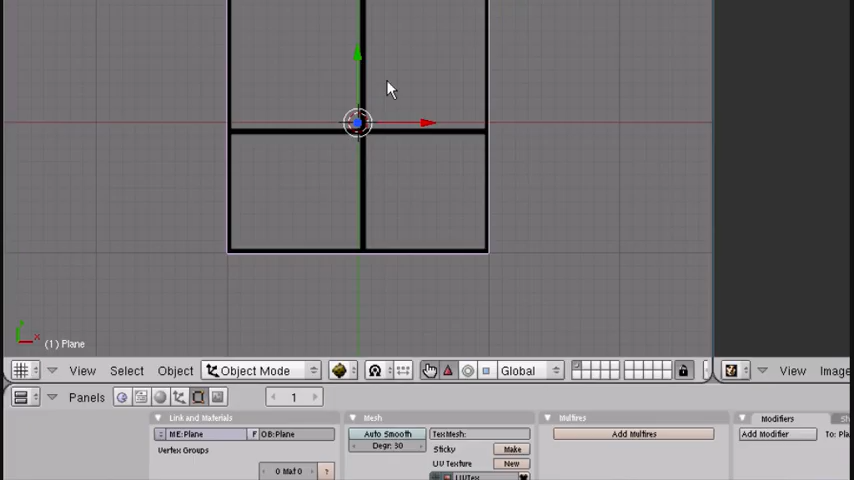 x
(1) Plane
View Select Object Object Mode Global View Image
Panels 1
Link and Materials Mesh Multires Modifiers
ME:Plane F OB:Plane Auto Smooth TexMesh: Add Multires Add Modifier To: Pla
Vertex Groups Degr: 30 Sticky Make
UV Texture New
0 Mat 0 ? UVTex